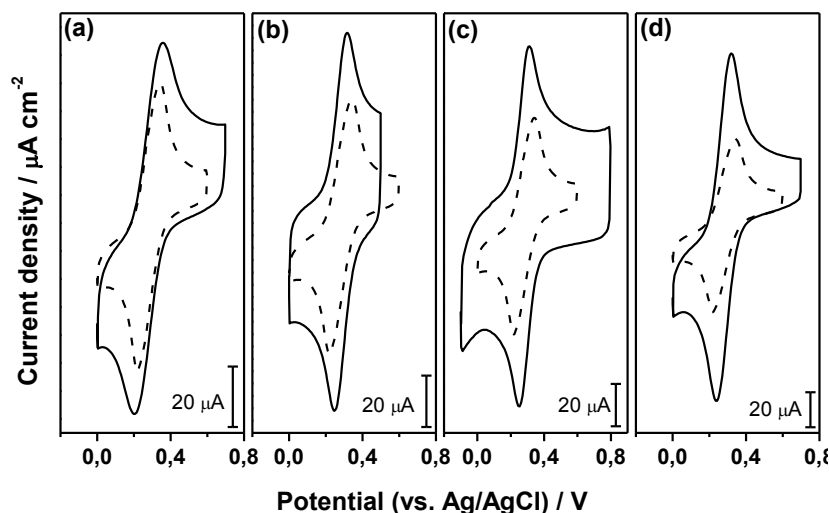 (a) (b) (c) (d)
Current density / μA cm⁻²
20 μA 20 μA 20 μA 20 μA
0,0 0,4 0,8 0,0 0,4 0,8 0,0 0,4 0,8 0,0 0,4 0,8
Potential (vs. Ag/AgCl) / V